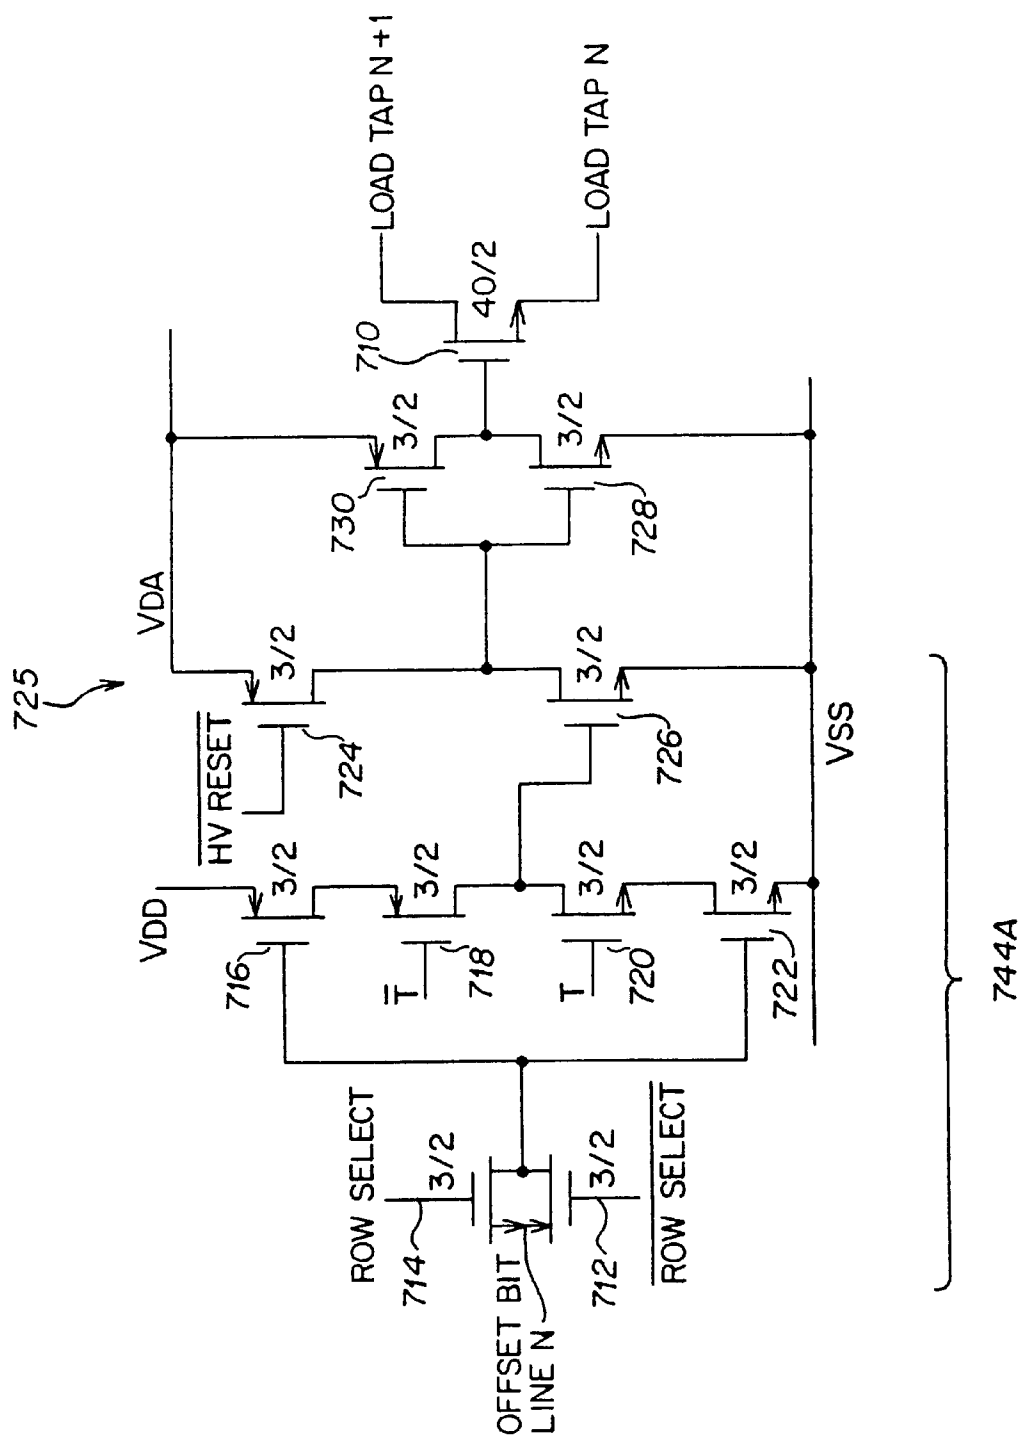 725
VDA
VDD
HV RESET
3/2
724
3/2
716
T
3/2
718
T
3/2
720
3/2
722
3/2
726
VSS
730
3/2
728
3/2
710
40/2
LOAD TAP N+1
LOAD TAP N
ROW SELECT
714
3/2
OFFSET BIT
LINE N
712
3/2
ROW SELECT
744A